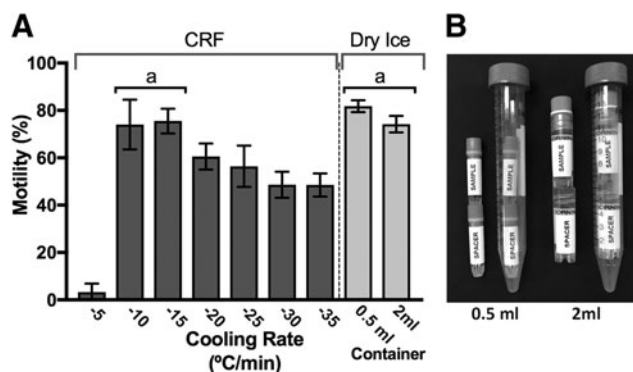 A
CRF
Dry Ice
a
a
Motility (%)
100
80
60
40
20
0
-5
-10
-15
-20
-25
-30
-35
0.5 ml
2ml
Cooling Rate
(ºC/min)
Container
B
SAMPLE
SPACER
SAMPLE
SPACER
SAMPLE
SPACER
SAMPLE
SPACER
0.5 ml
2ml